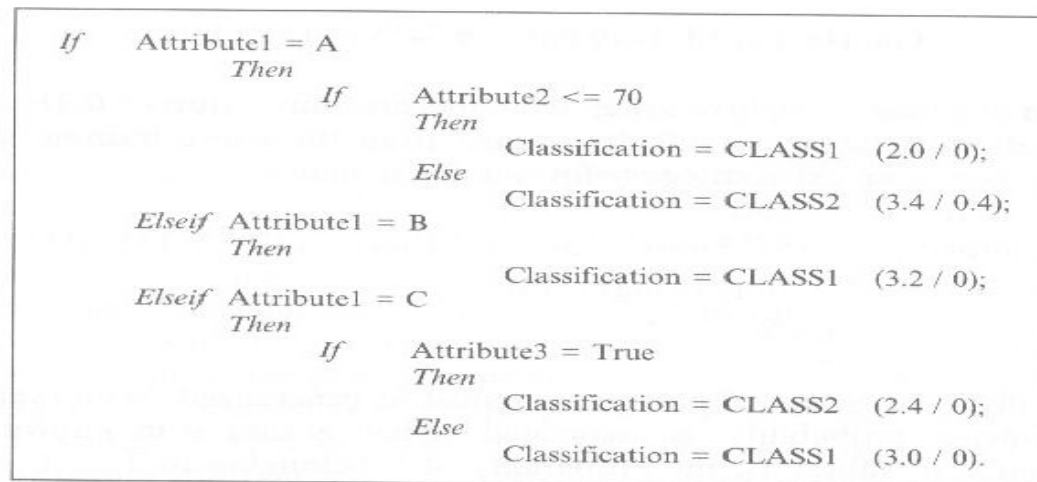 If Attribute1 = A
Then
If Attribute2 <= 70
Then
Classification = CLASS1 (2.0 / 0);
Else
Classification = CLASS2 (3.4 / 0.4);
Elseif Attribute1 = B
Then
Classification = CLASS1 (3.2 / 0);
Elseif Attribute1 = C
Then
If Attribute3 = True
Then
Classification = CLASS2 (2.4 / 0);
Else
Classification = CLASS1 (3.0 / 0).